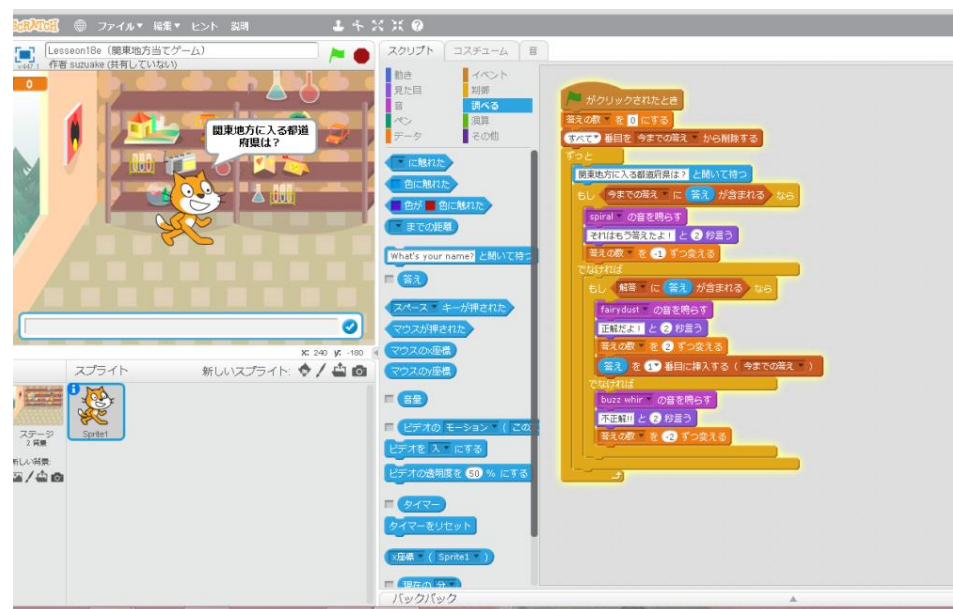 SCRATCH ファイル▼ 編集▼ ヒント 説明
Lesseon18e（関東地方当てゲーム）
v447.1 作者 suzuake (共有していない)
0
関東地方に入る都道
府県は？
X: 240 y: -180
スプライト 新しいスプライト:
ステージ
2 背景
新しい背景:
Sprite1
スクリプト コスチューム 音
動き イベント
見た目 制御
音 調べる
ペン 演算
データ その他
に触れた
色に触れた
色が 色に触れた
までの距離
What's your name? と聞いて待つ
答え
スペース キーが押された
マウスが押された
マウスのx座標
マウスのy座標
音量
ビデオの モーション ( この
ビデオを 入 にする
ビデオの透明度を 50 % にする
タイマー
タイマーをリセット
x座標 ( Sprite1 )
現在の 分
バックパック
がクリックされたとき
答えの数 を 0 にする
すべて 番目を 今までの答え から削除する
ずっと
関東地方に入る都道府県は？ と聞いて待つ
もし 今までの答え に 答え が含まれる なら
spiral の音を鳴らす
それはもう答えたよ！ と 2 秒言う
答えの数 を -1 ずつ変える
でなければ
もし 解答 に 答え が含まれる なら
fairydust の音を鳴らす
正解だよ！ と 2 秒言う
答えの数 を 2 ずつ変える
答え を 1 番目に挿入する ( 今までの答え )
でなければ
buzz whir の音を鳴らす
不正解!! と 2 秒言う
答えの数 を -2 ずつ変える